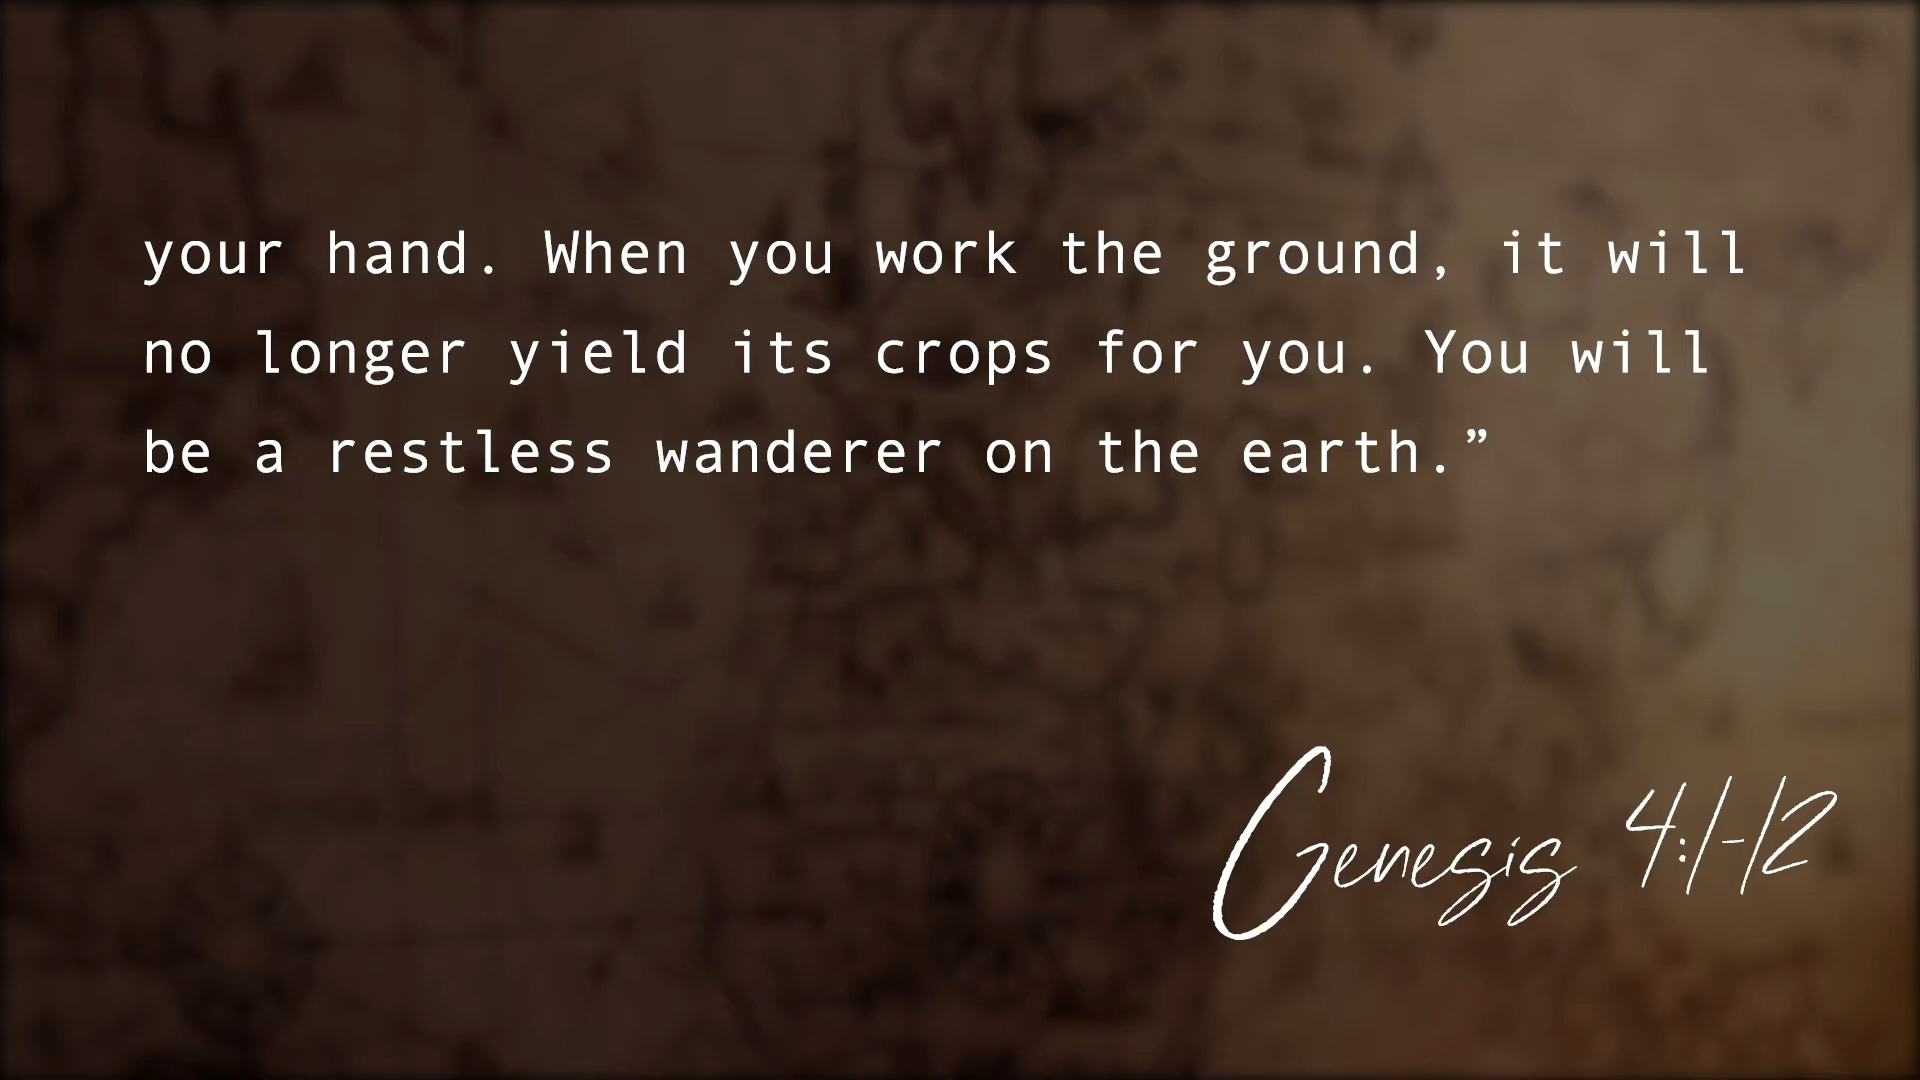 your hand. When you work the ground, it will
no longer yield its crops for you. You will
be a restless wanderer on the earth.”
Genesis 4:1-12